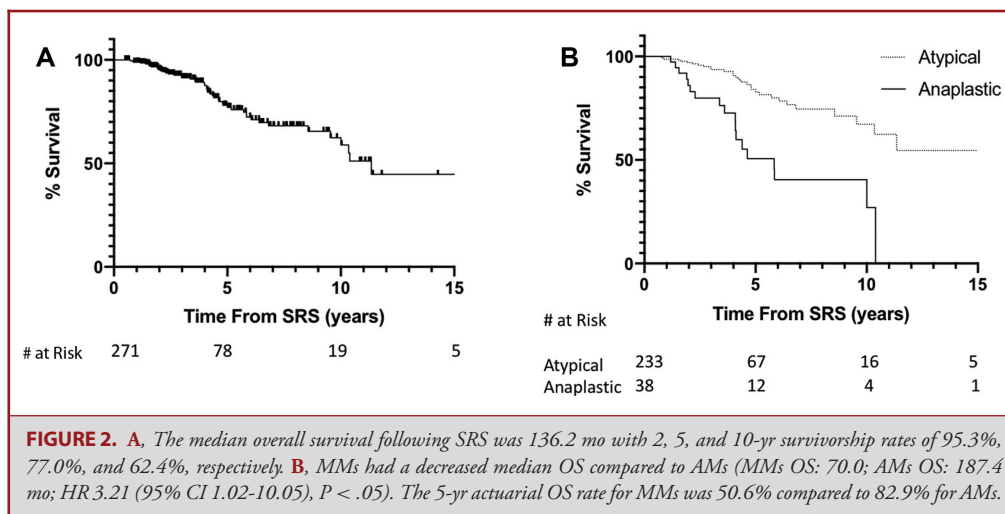 A
100
50
0
% Survival
0 5 10 15
Time From SRS (years)
# at Risk 271 78 19 5
B
Atypical
Anaplastic
100
50
0
% Survival
0 5 10 15
Time From SRS (years)
# at Risk
Atypical 233 67 16 5
Anaplastic 38 12 4 1
FIGURE 2. A, The median overall survival following SRS was 136.2 mo with 2, 5, and 10-yr survivorship rates of 95.3%,
77.0%, and 62.4%, respectively. B, MMs had a decreased median OS compared to AMs (MMs OS: 70.0; AMs OS: 187.4
mo; HR 3.21 (95% CI 1.02-10.05), P < .05). The 5-yr actuarial OS rate for MMs was 50.6% compared to 82.9% for AMs.